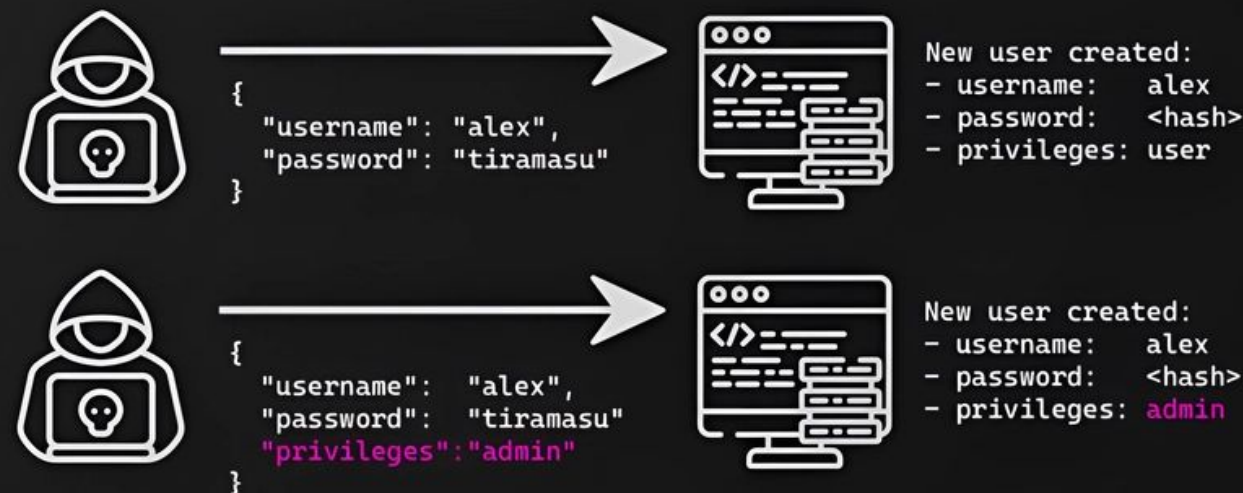 {
"username": "alex",
"password": "tiramasu"
}
</>
New user created:
- username: alex
- password: <hash>
- privileges: user
{
"username": "alex",
"password": "tiramasu"
"privileges":"admin"
}
</>
New user created:
- username: alex
- password: <hash>
- privileges: admin